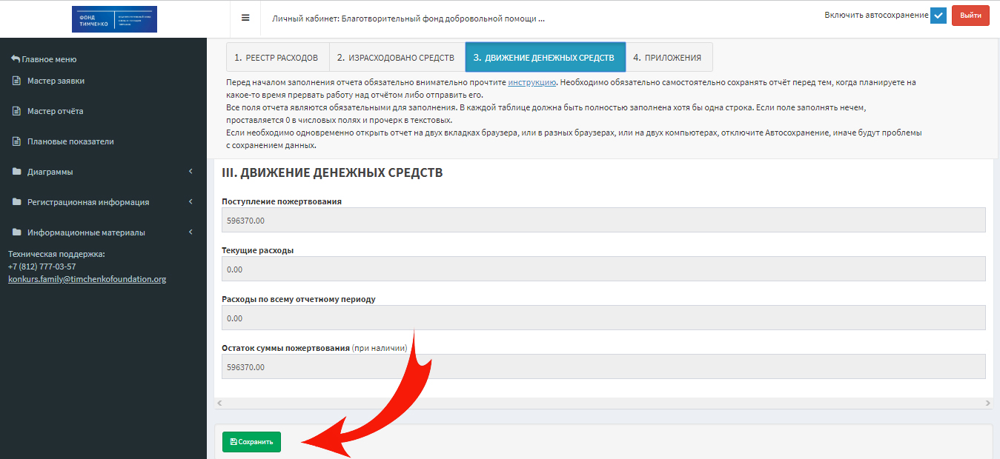 ФОНД
ТИМЧЕНКО
Личный кабинет: Благотворительный фонд добровольной помощи ...
Включить автосохранение
Выйти
Главное меню
Мастер заявки
Мастер отчёта
Плановые показатели
Диаграммы
Регистрационная информация
Информационные материалы
Техническая поддержка:
+7 (812) 777-03-57
konkurs.family@timchenkofoundation.org
1. РЕЕСТР РАСХОДОВ
2. ИЗРАСХОДОВАНО СРЕДСТВ
3. ДВИЖЕНИЕ ДЕНЕЖНЫХ СРЕДСТВ
4. ПРИЛОЖЕНИЯ
Перед началом заполнения отчета обязательно внимательно прочтите инструкцию. Необходимо обязательно самостоятельно сохранять отчёт перед тем, когда планируете на
какое-то время прервать работу над отчётом либо отправить его.
Все поля отчета являются обязательными для заполнения. В каждой таблице должна быть полностью заполнена хотя бы одна строка. Если поле заполнять нечем,
проставляется 0 в числовых полях и прочерк в текстовых.
Если необходимо одновременно открыть отчет на двух вкладках браузера, или в разных браузерах, или на двух компьютерах, отключите Автосохранение, иначе будут проблемы
с сохранением данных.
III. ДВИЖЕНИЕ ДЕНЕЖНЫХ СРЕДСТВ
Поступление пожертвования
596370.00
Текущие расходы
0.00
Расходы по всему отчетному периоду
0.00
Остаток суммы пожертвования (при наличии)
596370.00
Сохранить